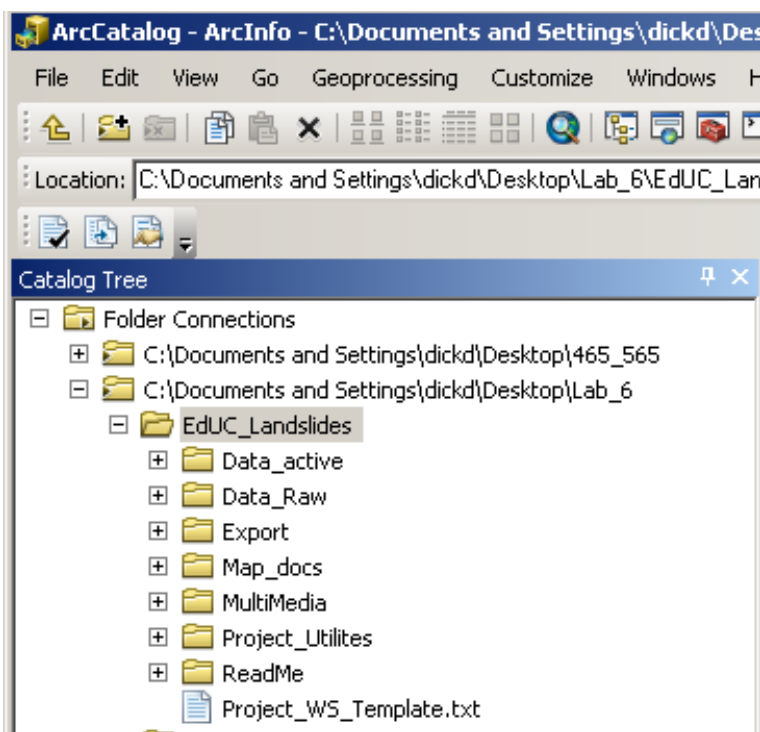 ArcCatalog - ArcInfo - C:\Documents and Settings\dickd\Des
File Edit View Go Geoprocessing Customize Windows H
Location: C:\Documents and Settings\dickd\Desktop\Lab_6\EdUC_Lan
Catalog Tree
Folder Connections
C:\Documents and Settings\dickd\Desktop\465_565
C:\Documents and Settings\dickd\Desktop\Lab_6
EdUC_Landslides
Data_active
Data_Raw
Export
Map_docs
MultiMedia
Project_Utilites
ReadMe
Project_WS_Template.txt